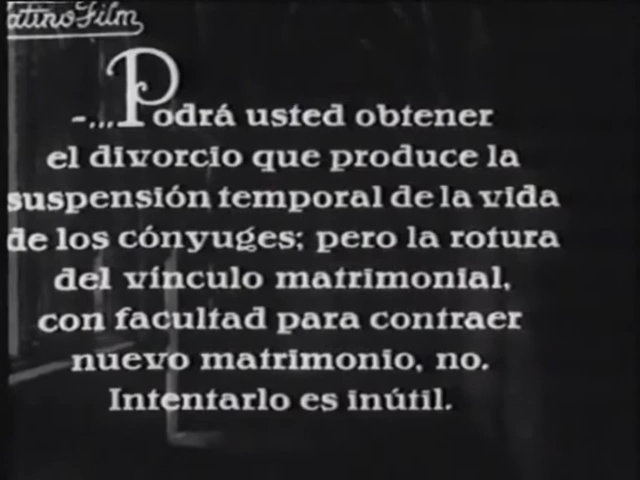 atino Film
-...Podrá usted obtener
el divorcio que produce la
suspensión temporal de la vida
de los cónyuges; pero la rotura
del vínculo matrimonial,
con facultad para contraer
nuevo matrimonio, no.
Intentarlo es inútil.